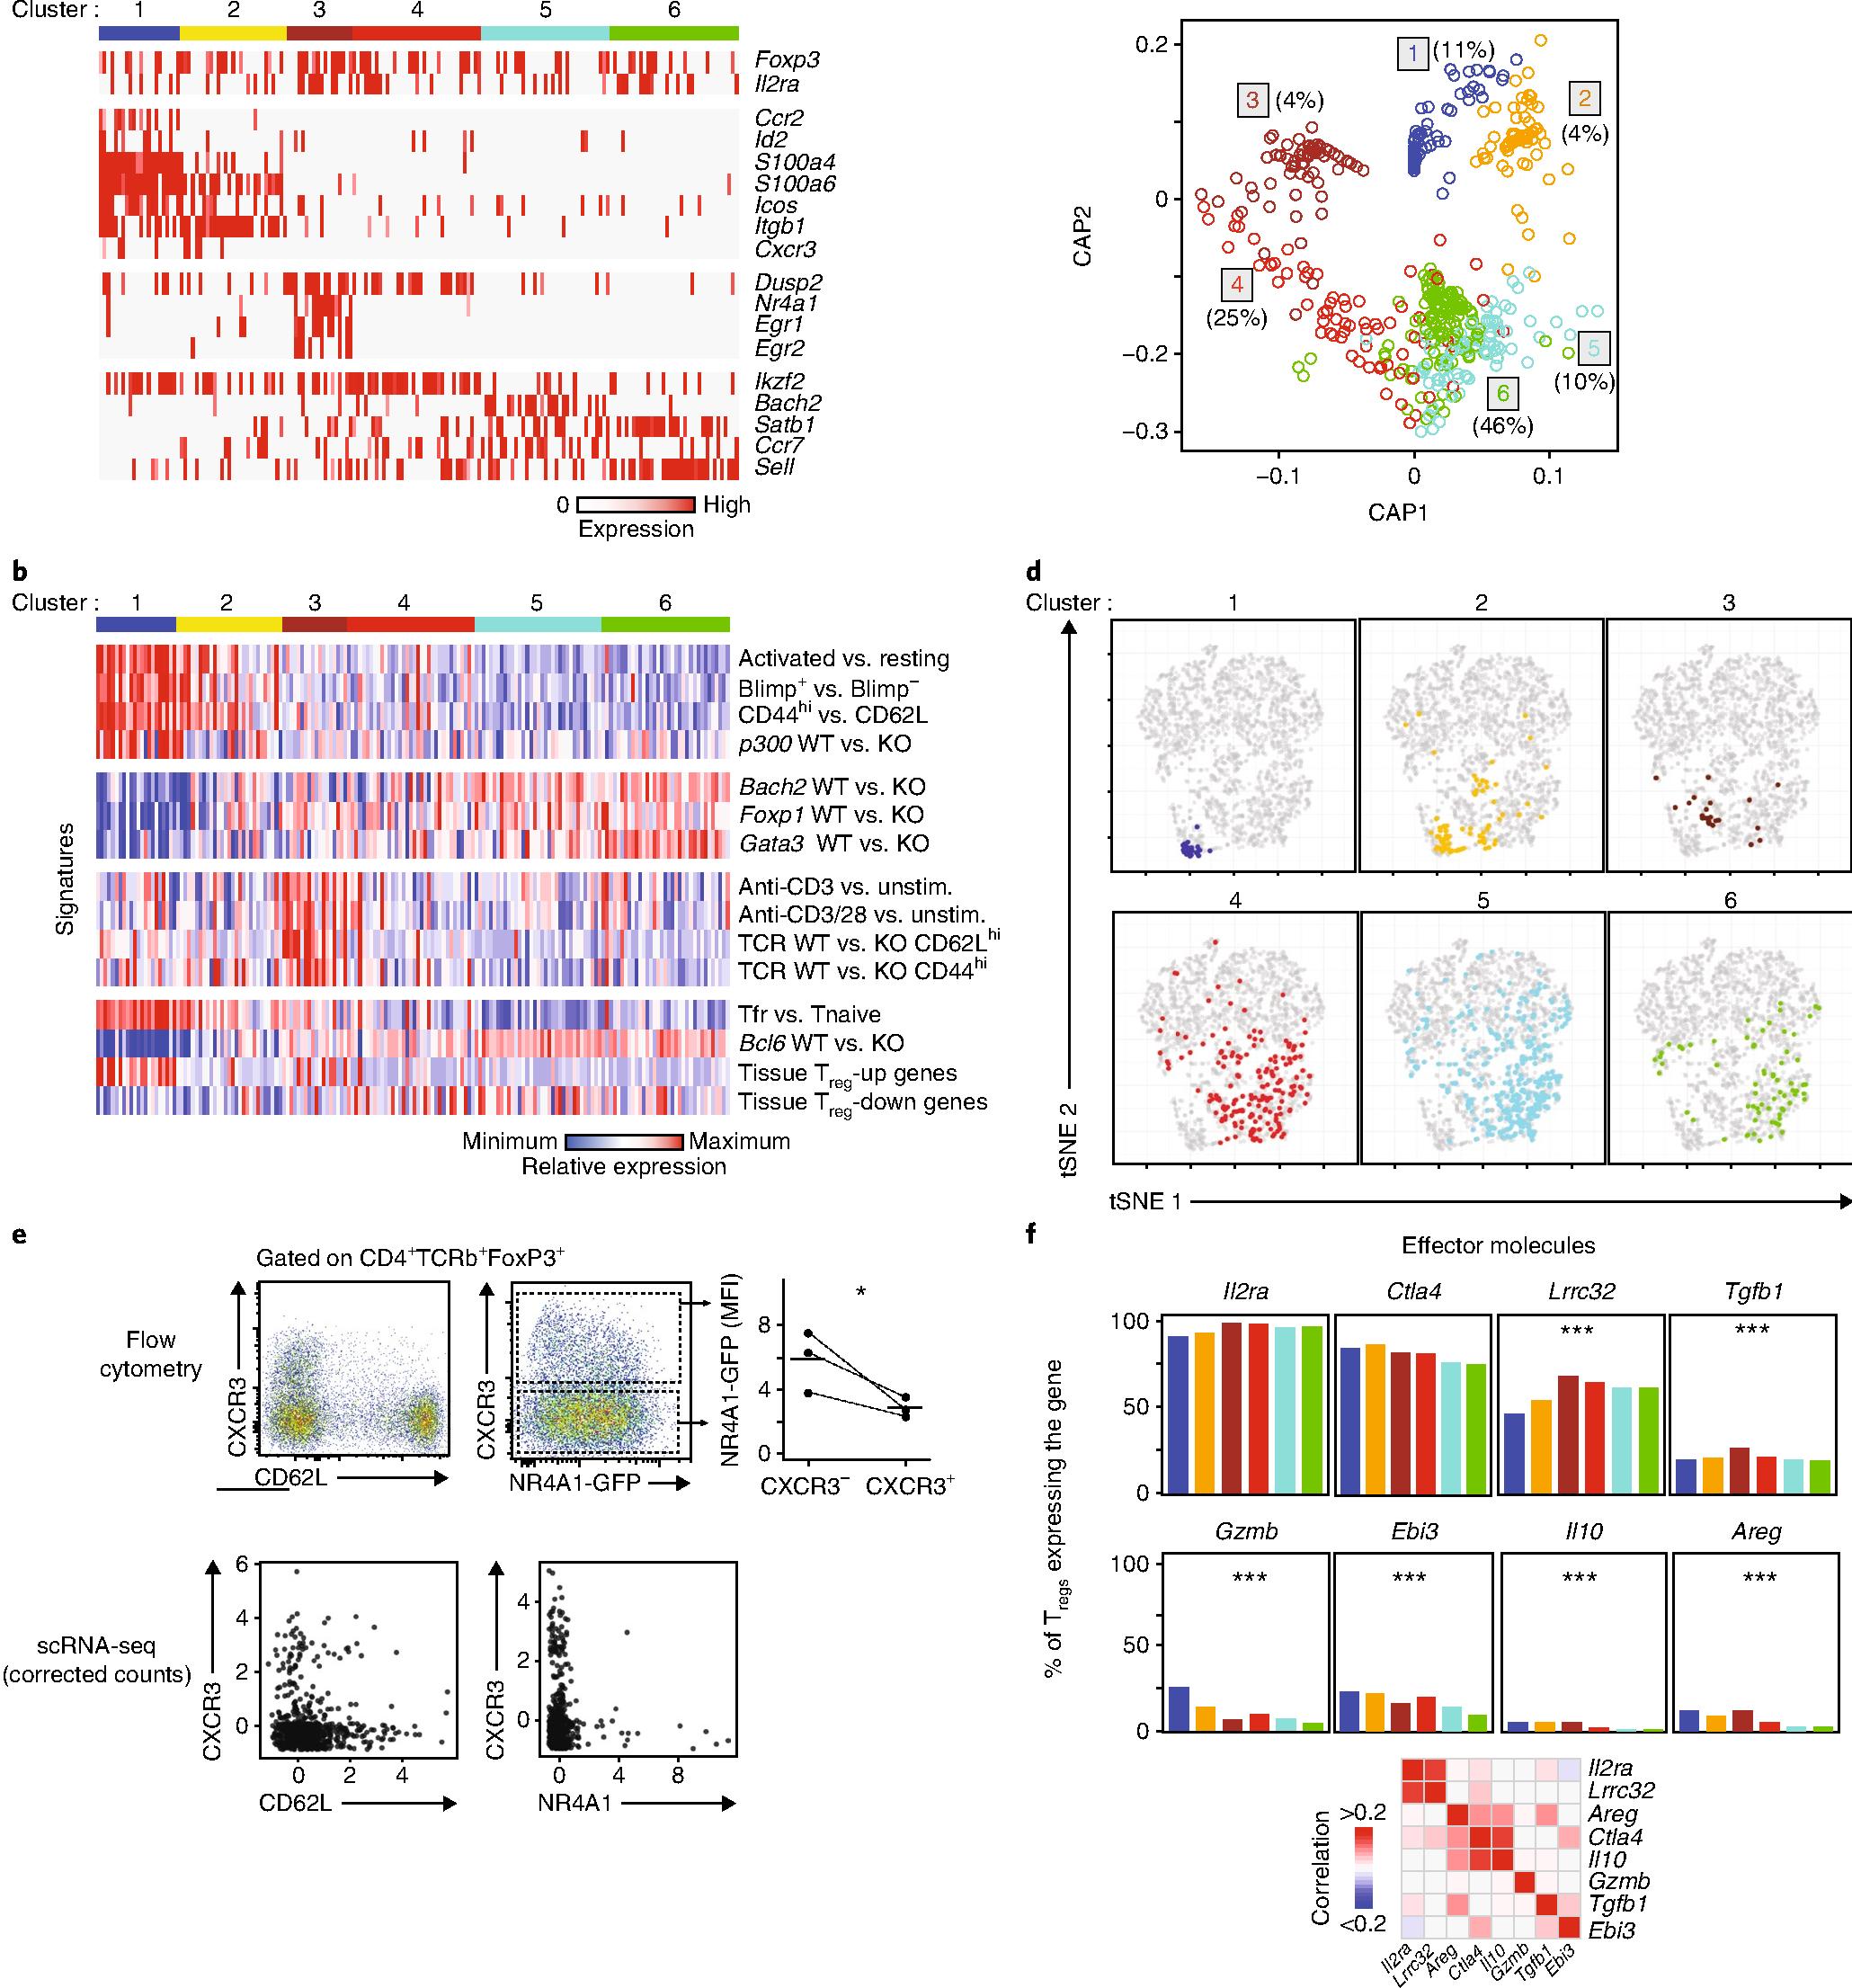 Cluster : 1 2 3 4 5 6
Foxp3
Il2ra
Ccr2
Id2
S100a4
S100a6
Icos
Itgb1
Cxcr3
Dusp2
Nr4a1
Egr1
Egr2
Ikzf2
Bach2
Satb1
Ccr7
Sell
0 High
Expression
0.2
0
−0.2
−0.3
CAP2
1 (11%)
2
(4%)
3 (4%)
4
(25%)
5
(10%)
6
(46%)
−0.1 0 0.1
CAP1
b
Cluster : 1 2 3 4 5 6
Signatures
Activated vs. resting
Blimp+ vs. Blimp−
CD44hi vs. CD62L
p300 WT vs. KO
Bach2 WT vs. KO
Foxp1 WT vs. KO
Gata3 WT vs. KO
Anti-CD3 vs. unstim.
Anti-CD3/28 vs. unstim.
TCR WT vs. KO CD62Lhi
TCR WT vs. KO CD44hi
Tfr vs. Tnaive
Bcl6 WT vs. KO
Tissue Treg-up genes
Tissue Treg-down genes
Minimum Maximum
Relative expression
d
Cluster : 1 2 3
4 5 6
tSNE 2
tSNE 1
e
Gated on CD4+TCRb+FoxP3+
Flow
cytometry
CXCR3
CD62L
CXCR3
NR4A1-GFP
NR4A1-GFP (MFI)
8
4
0
*
CXCR3− CXCR3+
scRNA-seq
(corrected counts)
CXCR3
6
4
2
0
0 2 4
CD62L
CXCR3
4
2
0
0 4 8
NR4A1
f
Effector molecules
% of Tregs expressing the gene
Il2ra Ctla4 Lrrc32 Tgfb1
100
50
0
*** ***
Gzmb Ebi3 Il10 Areg
100
50
0
*** *** *** ***
Correlation
>0.2
<0.2
Il2ra
Lrrc32
Areg
Ctla4
Il10
Gzmb
Tgfb1
Ebi3
Il2ra Lrrc32 Areg Ctla4 Il10 Gzmb Tgfb1 Ebi3